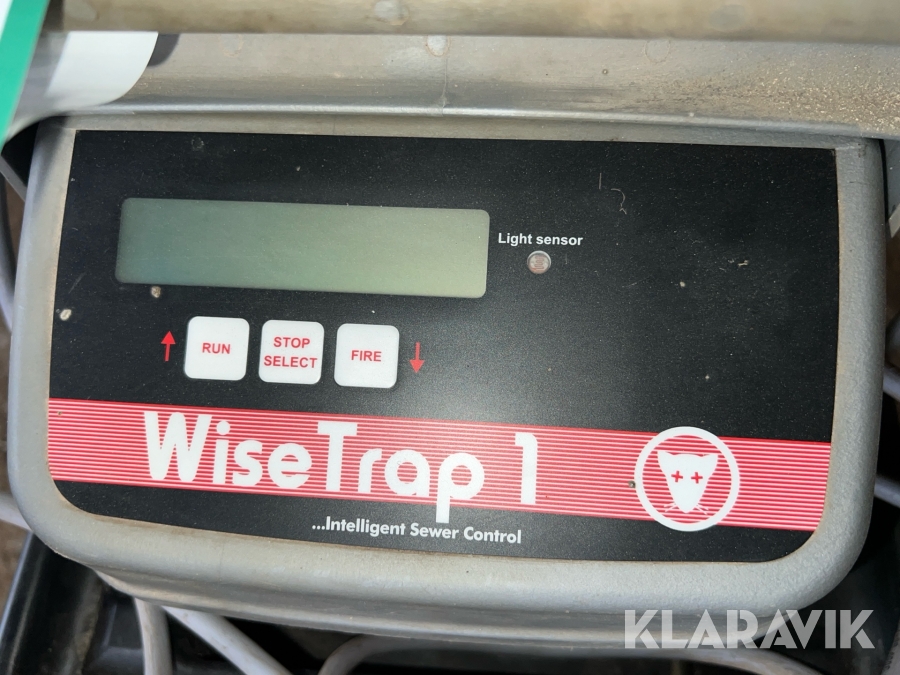 Light sensor
RUN
STOP
SELECT
FIRE
WiseTrap 1
...Intelligent Sewer Control
KLARAVIK